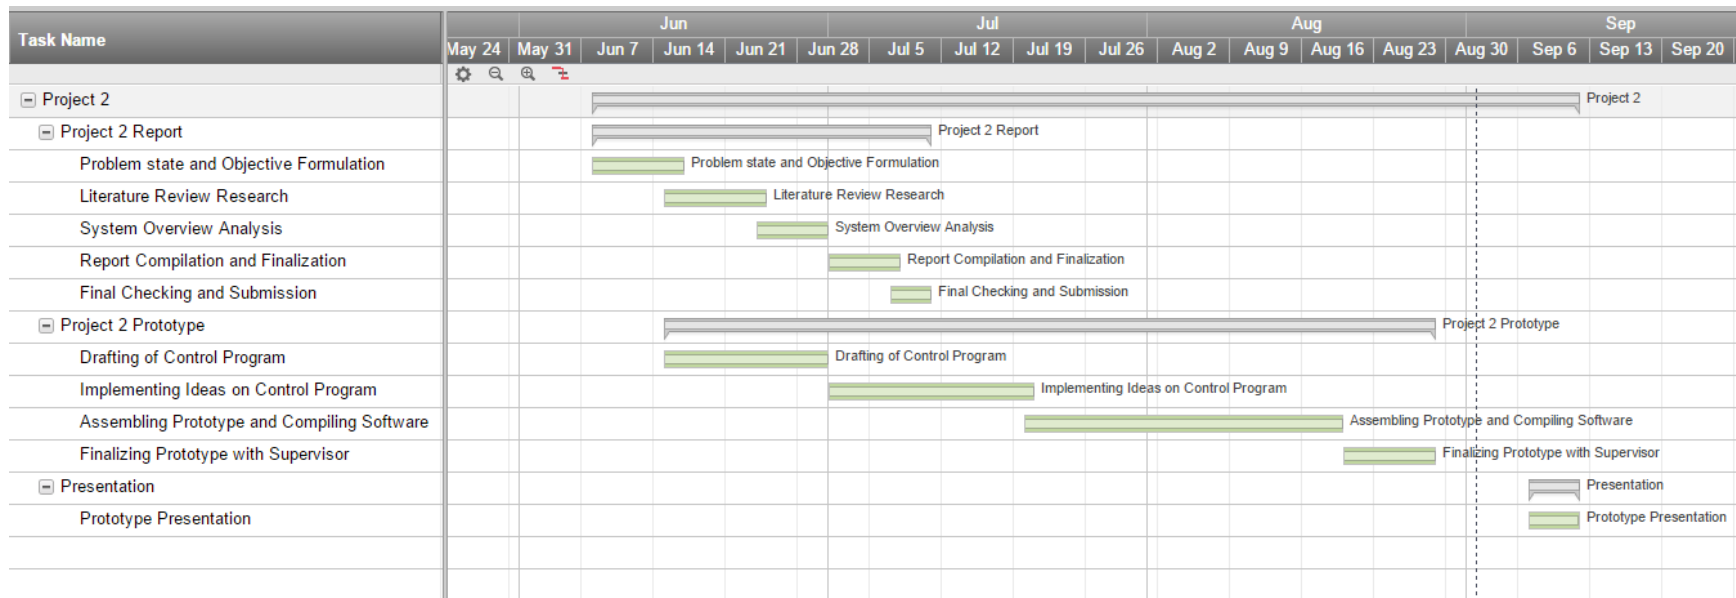 Jun Jul Aug Sep
Task Name
May 24 May 31 Jun 7 Jun 14 Jun 21 Jun 28 Jul 5 Jul 12 Jul 19 Jul 26 Aug 2 Aug 9 Aug 16 Aug 23 Aug 30 Sep 6 Sep 13 Sep 20
Project 2 Project 2
Project 2 Report Project 2 Report
Problem state and Objective Formulation Problem state and Objective Formulation
Literature Review Research Literature Review Research
System Overview Analysis System Overview Analysis
Report Compilation and Finalization Report Compilation and Finalization
Final Checking and Submission Final Checking and Submission
Project 2 Prototype Project 2 Prototype
Drafting of Control Program Drafting of Control Program
Implementing Ideas on Control Program Implementing Ideas on Control Program
Assembling Prototype and Compiling Software Assembling Prototype and Compiling Software
Finalizing Prototype with Supervisor Finalizing Prototype with Supervisor
Presentation Presentation
Prototype Presentation Prototype Presentation